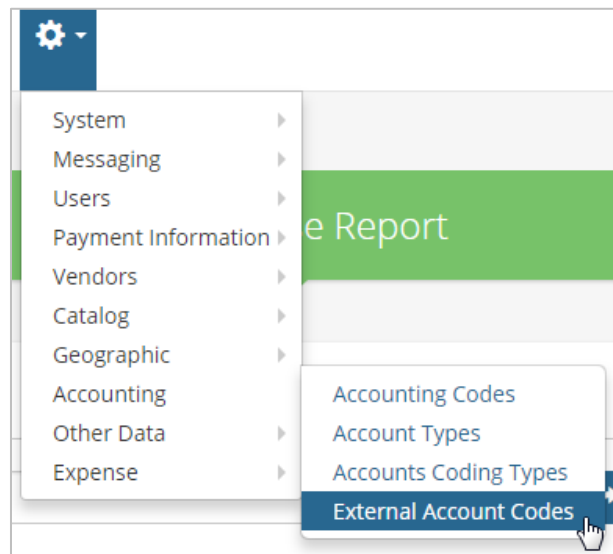 System
Messaging
Users
Payment Information
e Report
Vendors
Catalog
Geographic
Accounting
Other Data
Expense
Accounting Codes
Account Types
Accounts Coding Types
External Account Codes